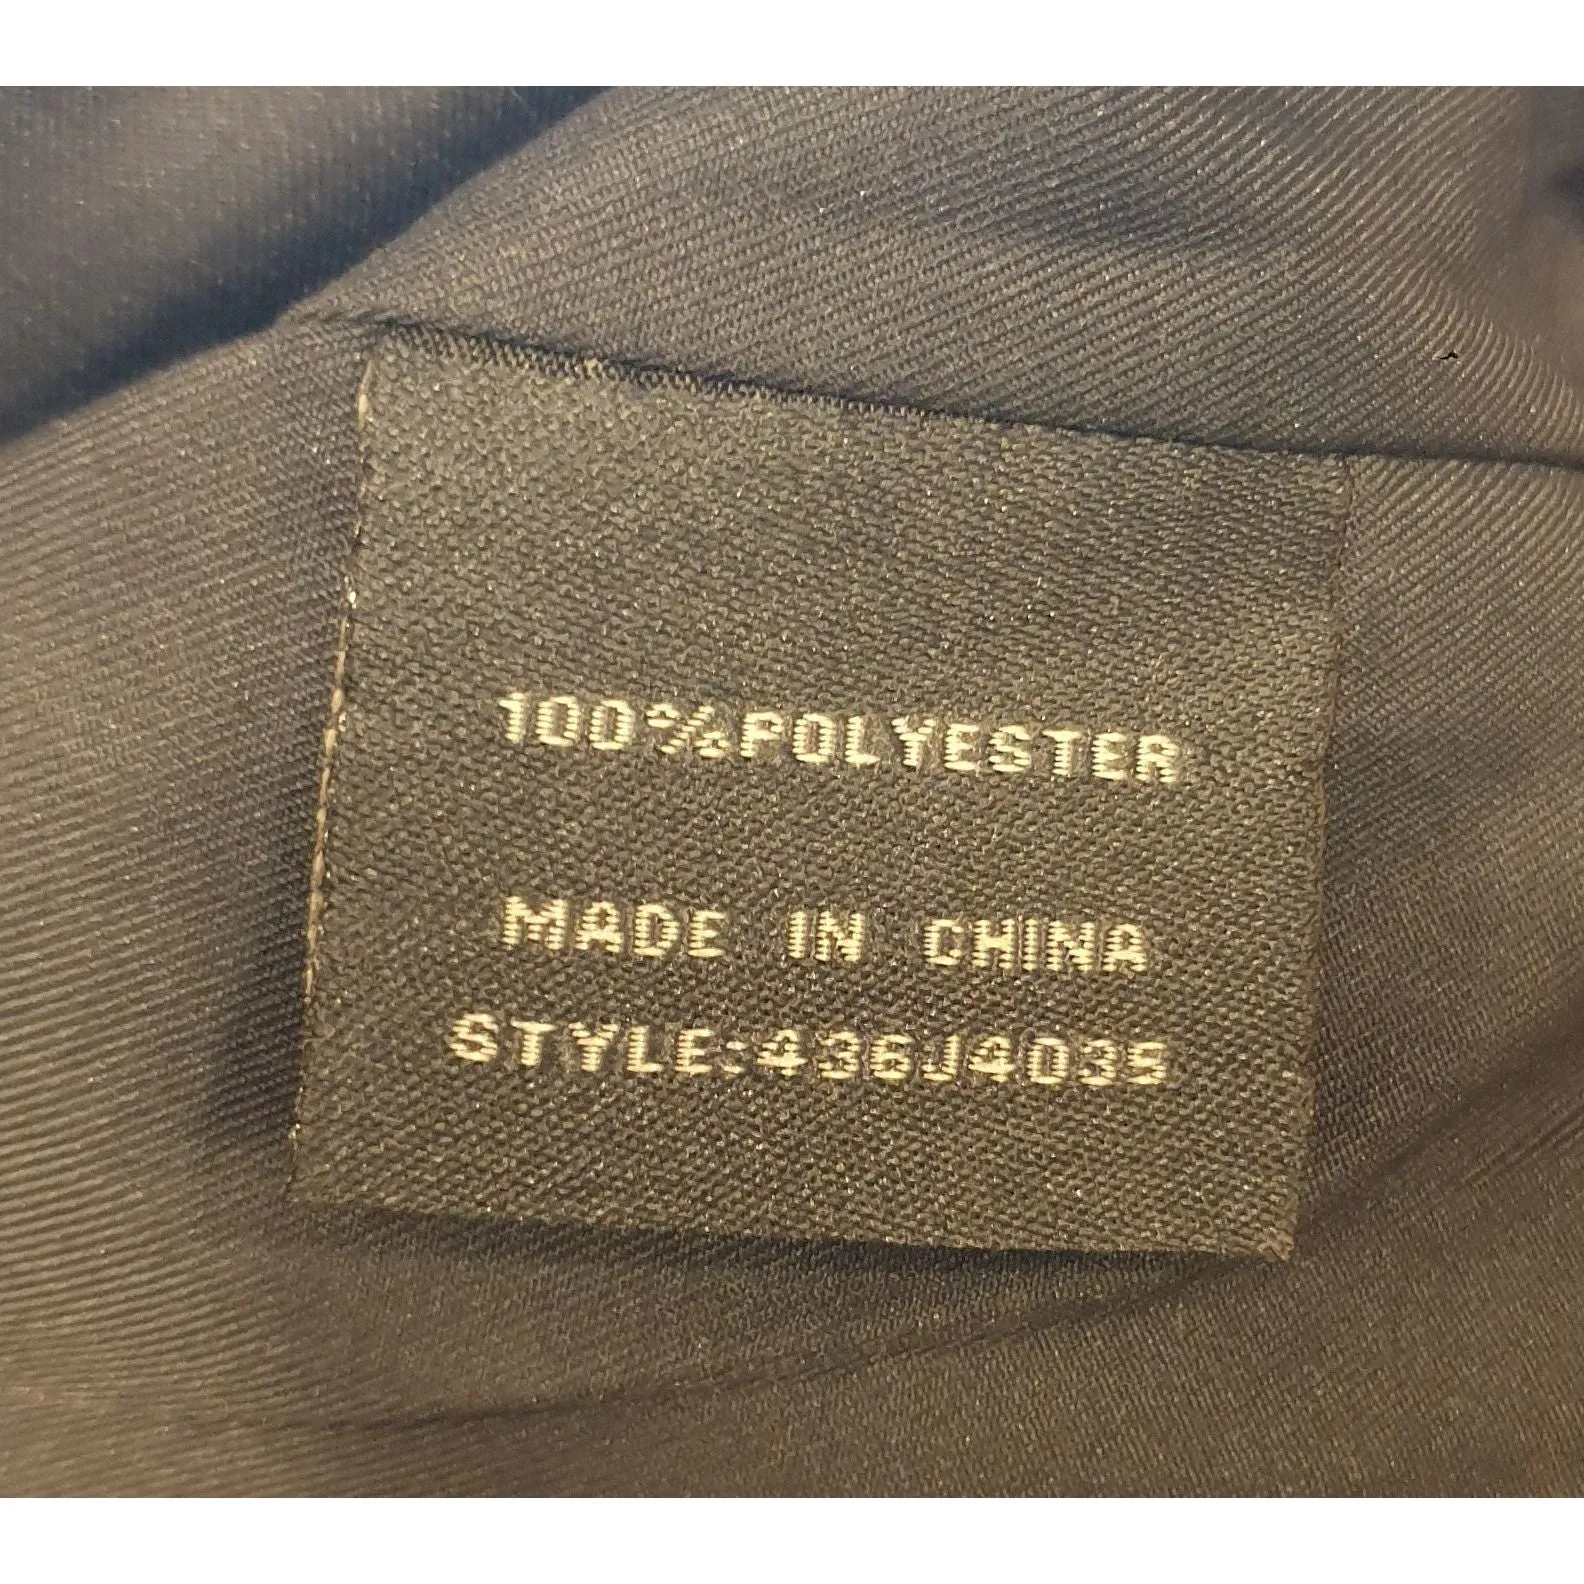 100%POLYESTER
MADE IN CHINA
STYLE:436J4035